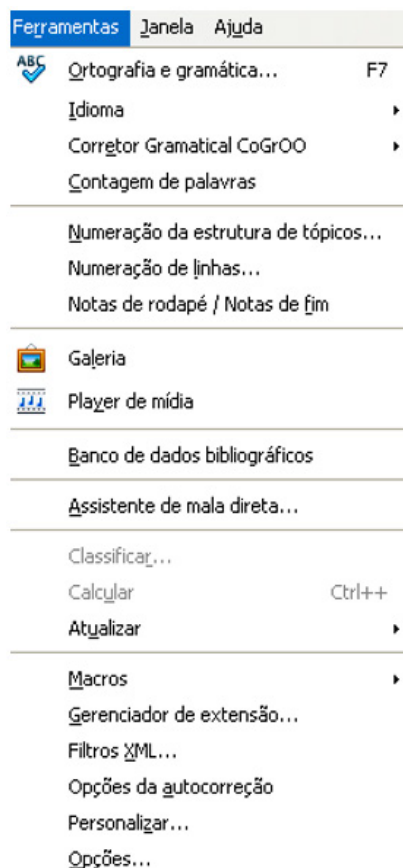 Ferramentas Janela Ajuda
ABC Ortografia e gramática... F7
Idioma
Corretor Gramatical CoGrOO
Contagem de palavras
Numeração da estrutura de tópicos...
Numeração de linhas...
Notas de rodapé / Notas de fim
Galeria
Player de mídia
Banco de dados bibliográficos
Assistente de mala direta...
Classificar...
Calcular Ctrl++
Atualizar
Macros
Gerenciador de extensão...
Filtros XML...
Opções da autocorreção
Personalizar...
Opções...